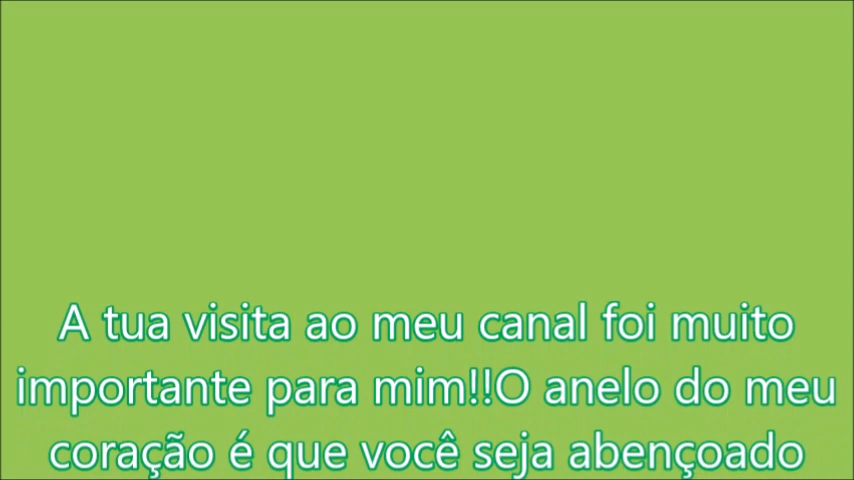 A tua visita ao meu canal foi muito
importante para mim!!O anelo do meu
coração é que você seja abençoado